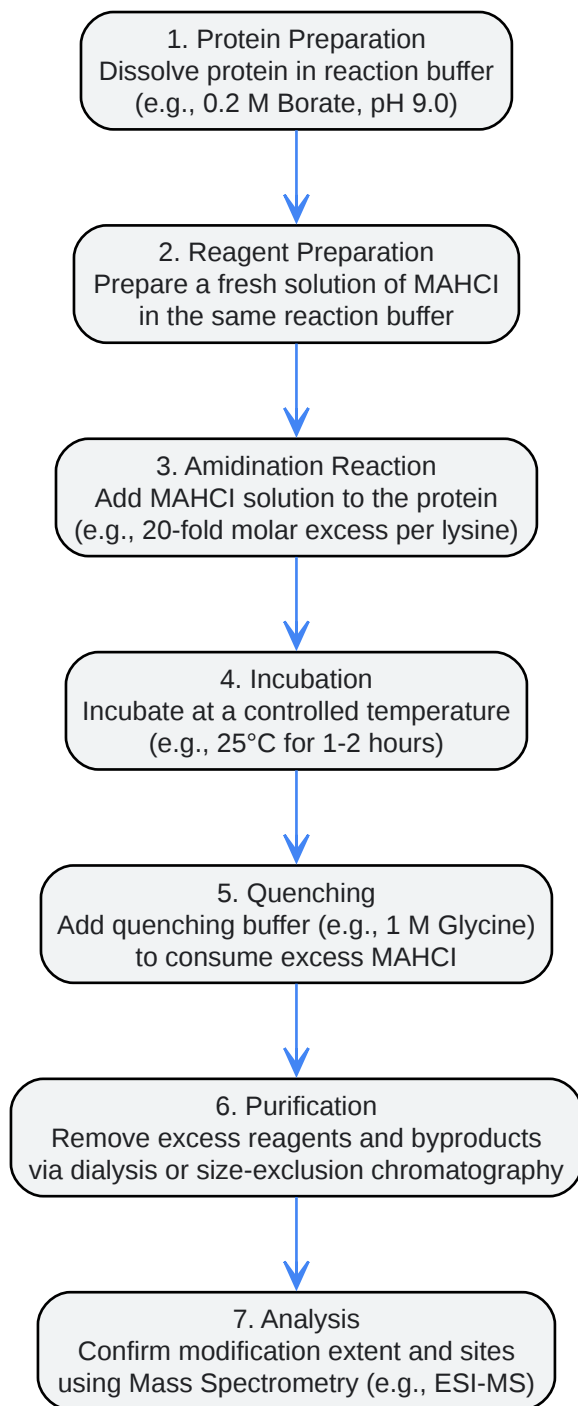 1. Protein Preparation
Dissolve protein in reaction buffer
(e.g., 0.2 M Borate, pH 9.0)
2. Reagent Preparation
Prepare a fresh solution of MAHCI
in the same reaction buffer
3. Amidination Reaction
Add MAHCI solution to the protein
(e.g., 20-fold molar excess per lysine)
4. Incubation
Incubate at a controlled temperature
(e.g., 25°C for 1-2 hours)
5. Quenching
Add quenching buffer (e.g., 1 M Glycine)
to consume excess MAHCI
6. Purification
Remove excess reagents and byproducts
via dialysis or size-exclusion chromatography
7. Analysis
Confirm modification extent and sites
using Mass Spectrometry (e.g., ESI-MS)